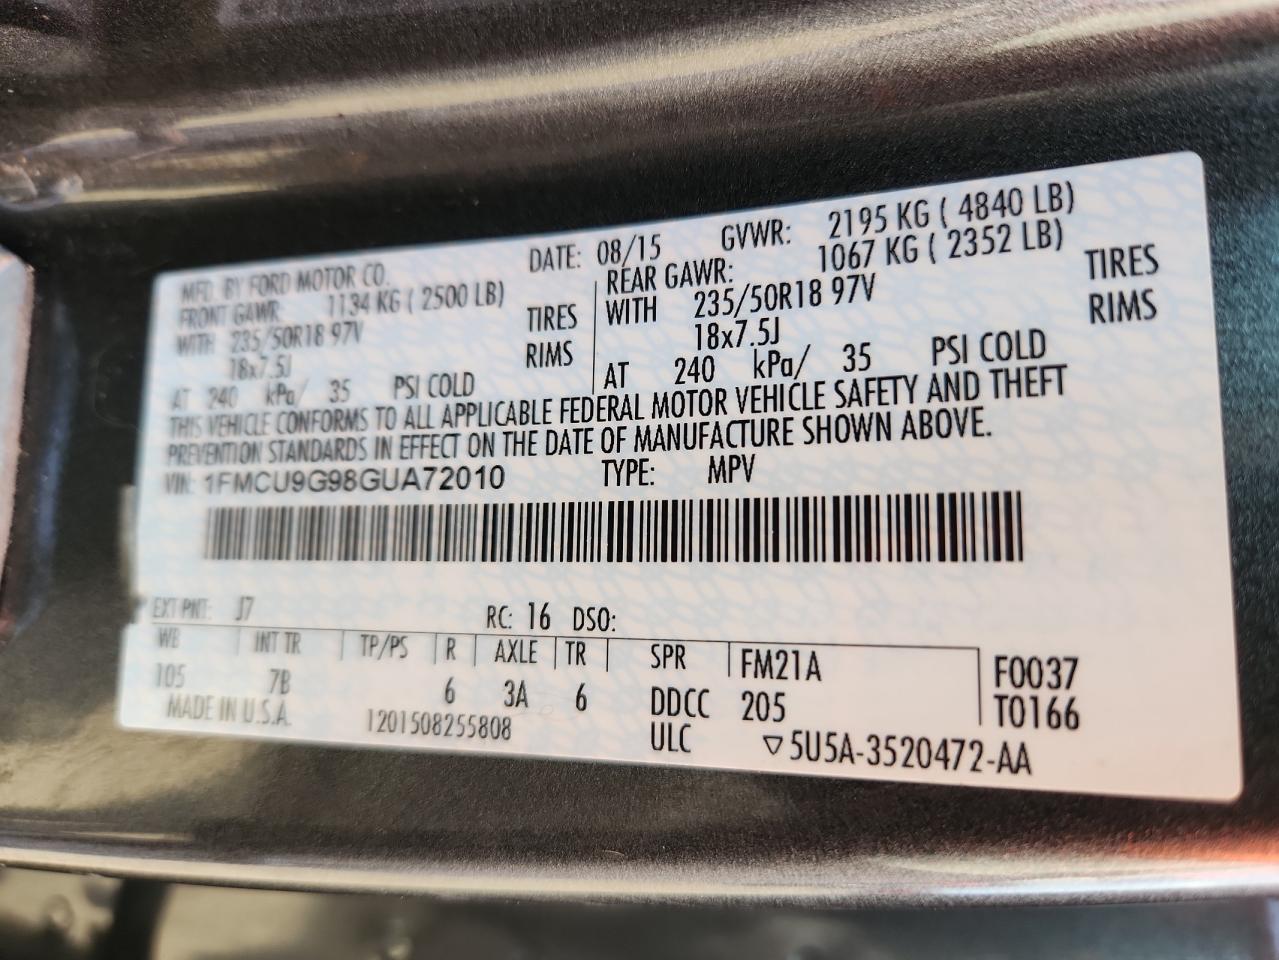 MFD. BY FORD MOTOR CO.
DATE: 08/15
GVWR: 2195 KG ( 4840 LB)
FRONT GAWR: 1134 KG ( 2500 LB)
WITH 235/50R18 97V TIRES
18x7.5J RIMS
AT 240 kPa/ 35 PSI COLD
REAR GAWR: 1067 KG ( 2352 LB)
WITH 235/50R18 97V TIRES
18x7.5J RIMS
AT 240 kPa/ 35 PSI COLD
THIS VEHICLE CONFORMS TO ALL APPLICABLE FEDERAL MOTOR VEHICLE SAFETY AND THEFT
PREVENTION STANDARDS IN EFFECT ON THE DATE OF MANUFACTURE SHOWN ABOVE.
VIN: 1FMCU9G98GUA72010 TYPE: MPV
EXT PNT: J7 RC: 16 DSO:
WB INT TR TP/PS R AXLE TR SPR FM21A F0037
105 7B 6 3A 6 DDCC 205 T0166
MADE IN U.S.A. 1201508255808 ULC ▽5U5A-3520472-AA